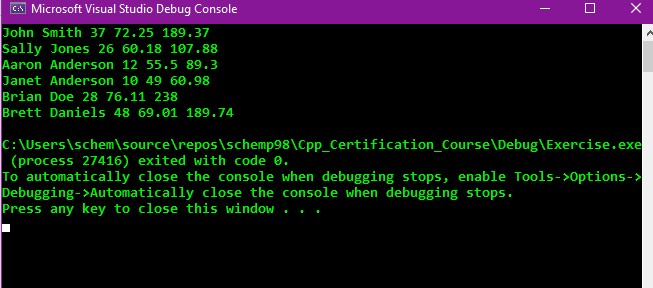 Microsoft Visual Studio Debug Console
John Smith 37 72.25 189.37
Sally Jones 26 60.18 107.88
Aaron Anderson 12 55.5 89.3
Janet Anderson 10 49 60.98
Brian Doe 28 76.11 238
Brett Daniels 48 69.01 189.74
C:\Users\schem\source\repos\schemp98\Cpp_Certification_Course\Debug\Exercise.exe
(process 27416) exited with code 0.
To automatically close the console when debugging stops, enable Tools->Options->
Debugging->Automatically close the console when debugging stops.
Press any key to close this window . . .